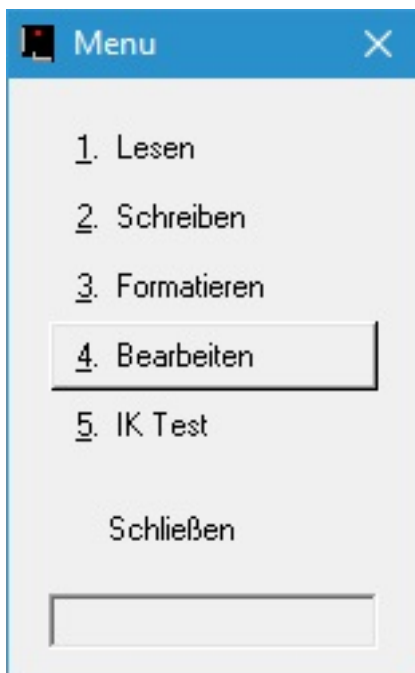 Menu
1. Lesen
2. Schreiben
3. Formatieren
4. Bearbeiten
5. IK Test
Schließen